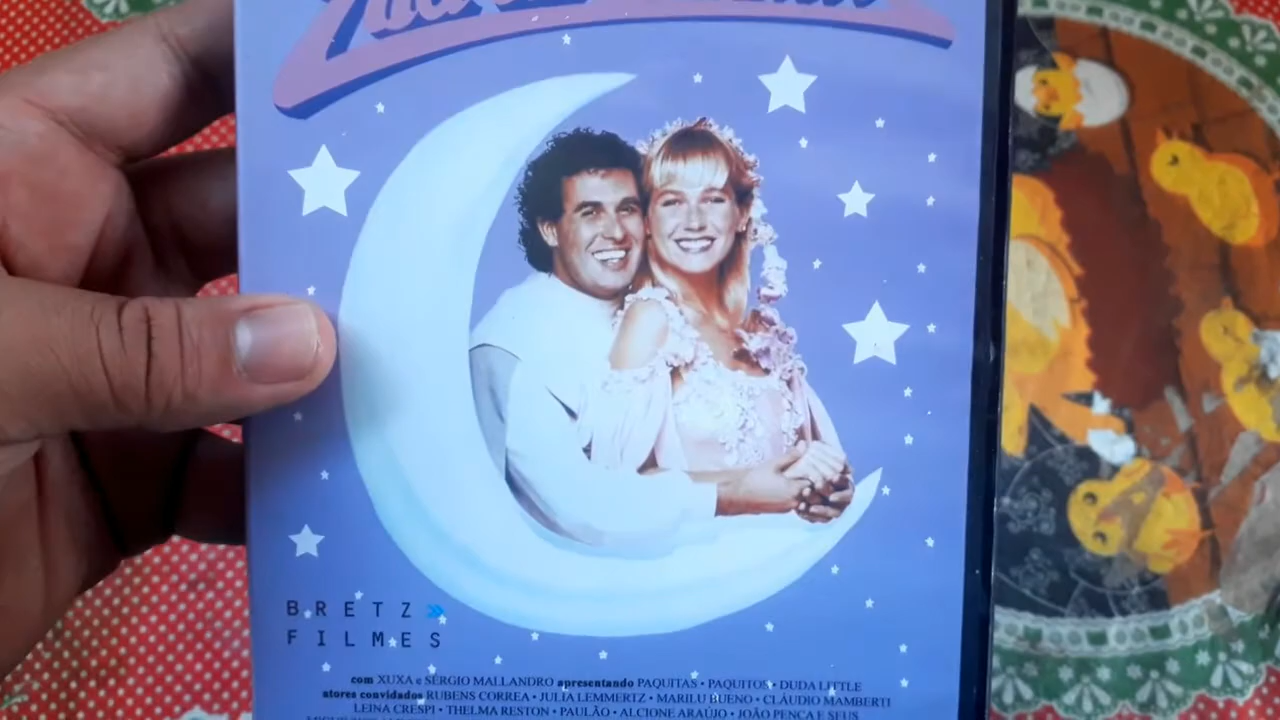 BRETZ
FILMES
com XUXA e SÉRGIO MALLANDRO apresentando PAQUITAS • PAQUITOS • DUDA LITTLE
atores convidados RUBENS CORREA • JULIA LEMMERTZ • MARILU BUENO • CLÁUDIO MAMBERTI
LEINA CRESPI • THELMA RESTON • PAULÃO • ALCIONE ARAÚJO • JOÃO PENCA E SEUS